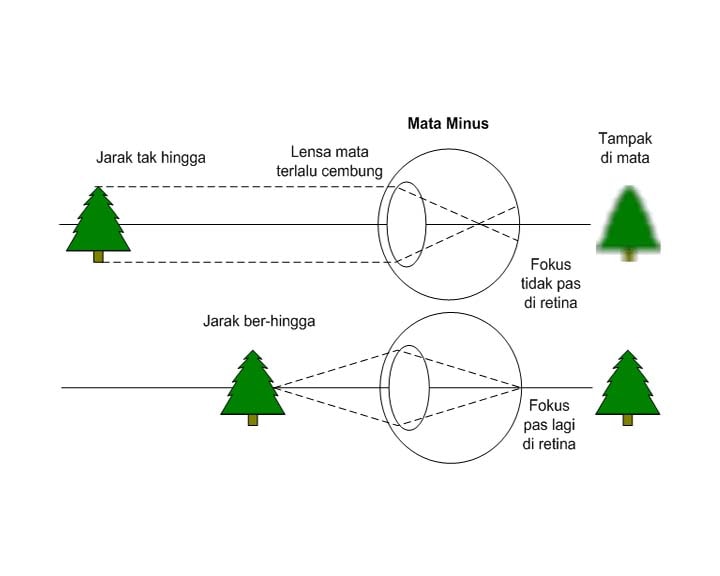 Mata Minus
Jarak tak hingga
Lensa mata
terlalu cembung
Tampak
di mata
Fokus
tidak pas
di retina
Jarak ber-hingga
Fokus
pas lagi
di retina